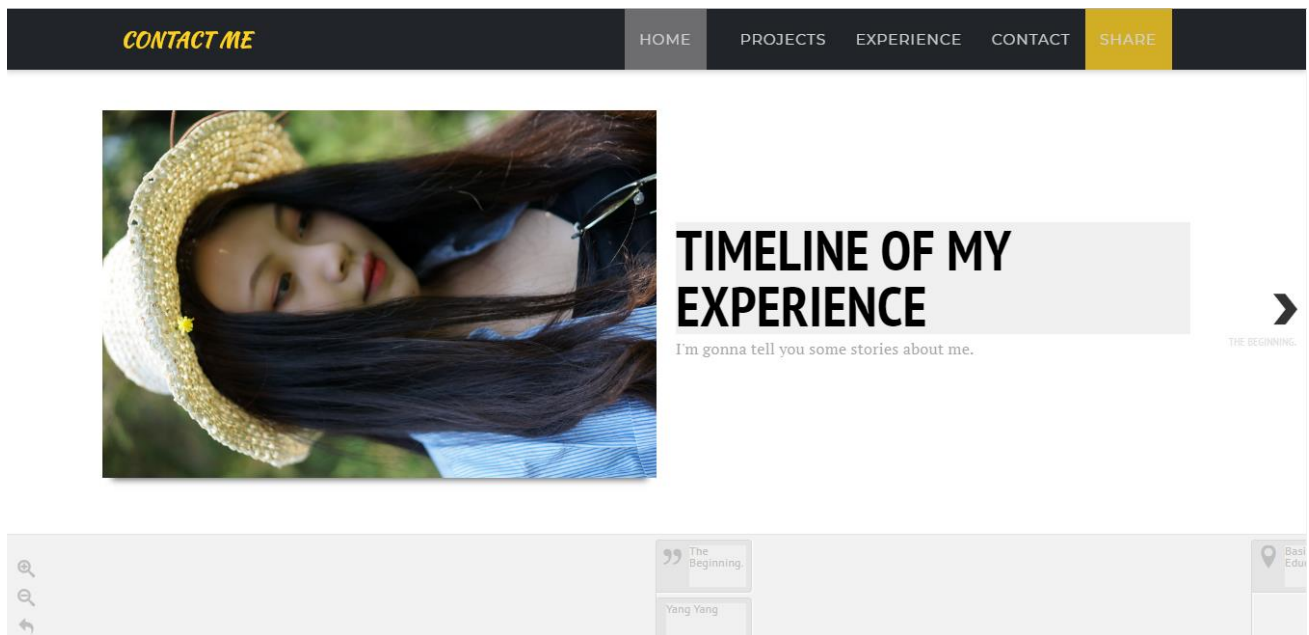 CONTACT ME
HOME PROJECTS EXPERIENCE CONTACT SHARE
TIMELINE OF MY
EXPERIENCE
I'm gonna tell you some stories about me.
THE BEGINNING.
The
Beginning.
Yang Yang